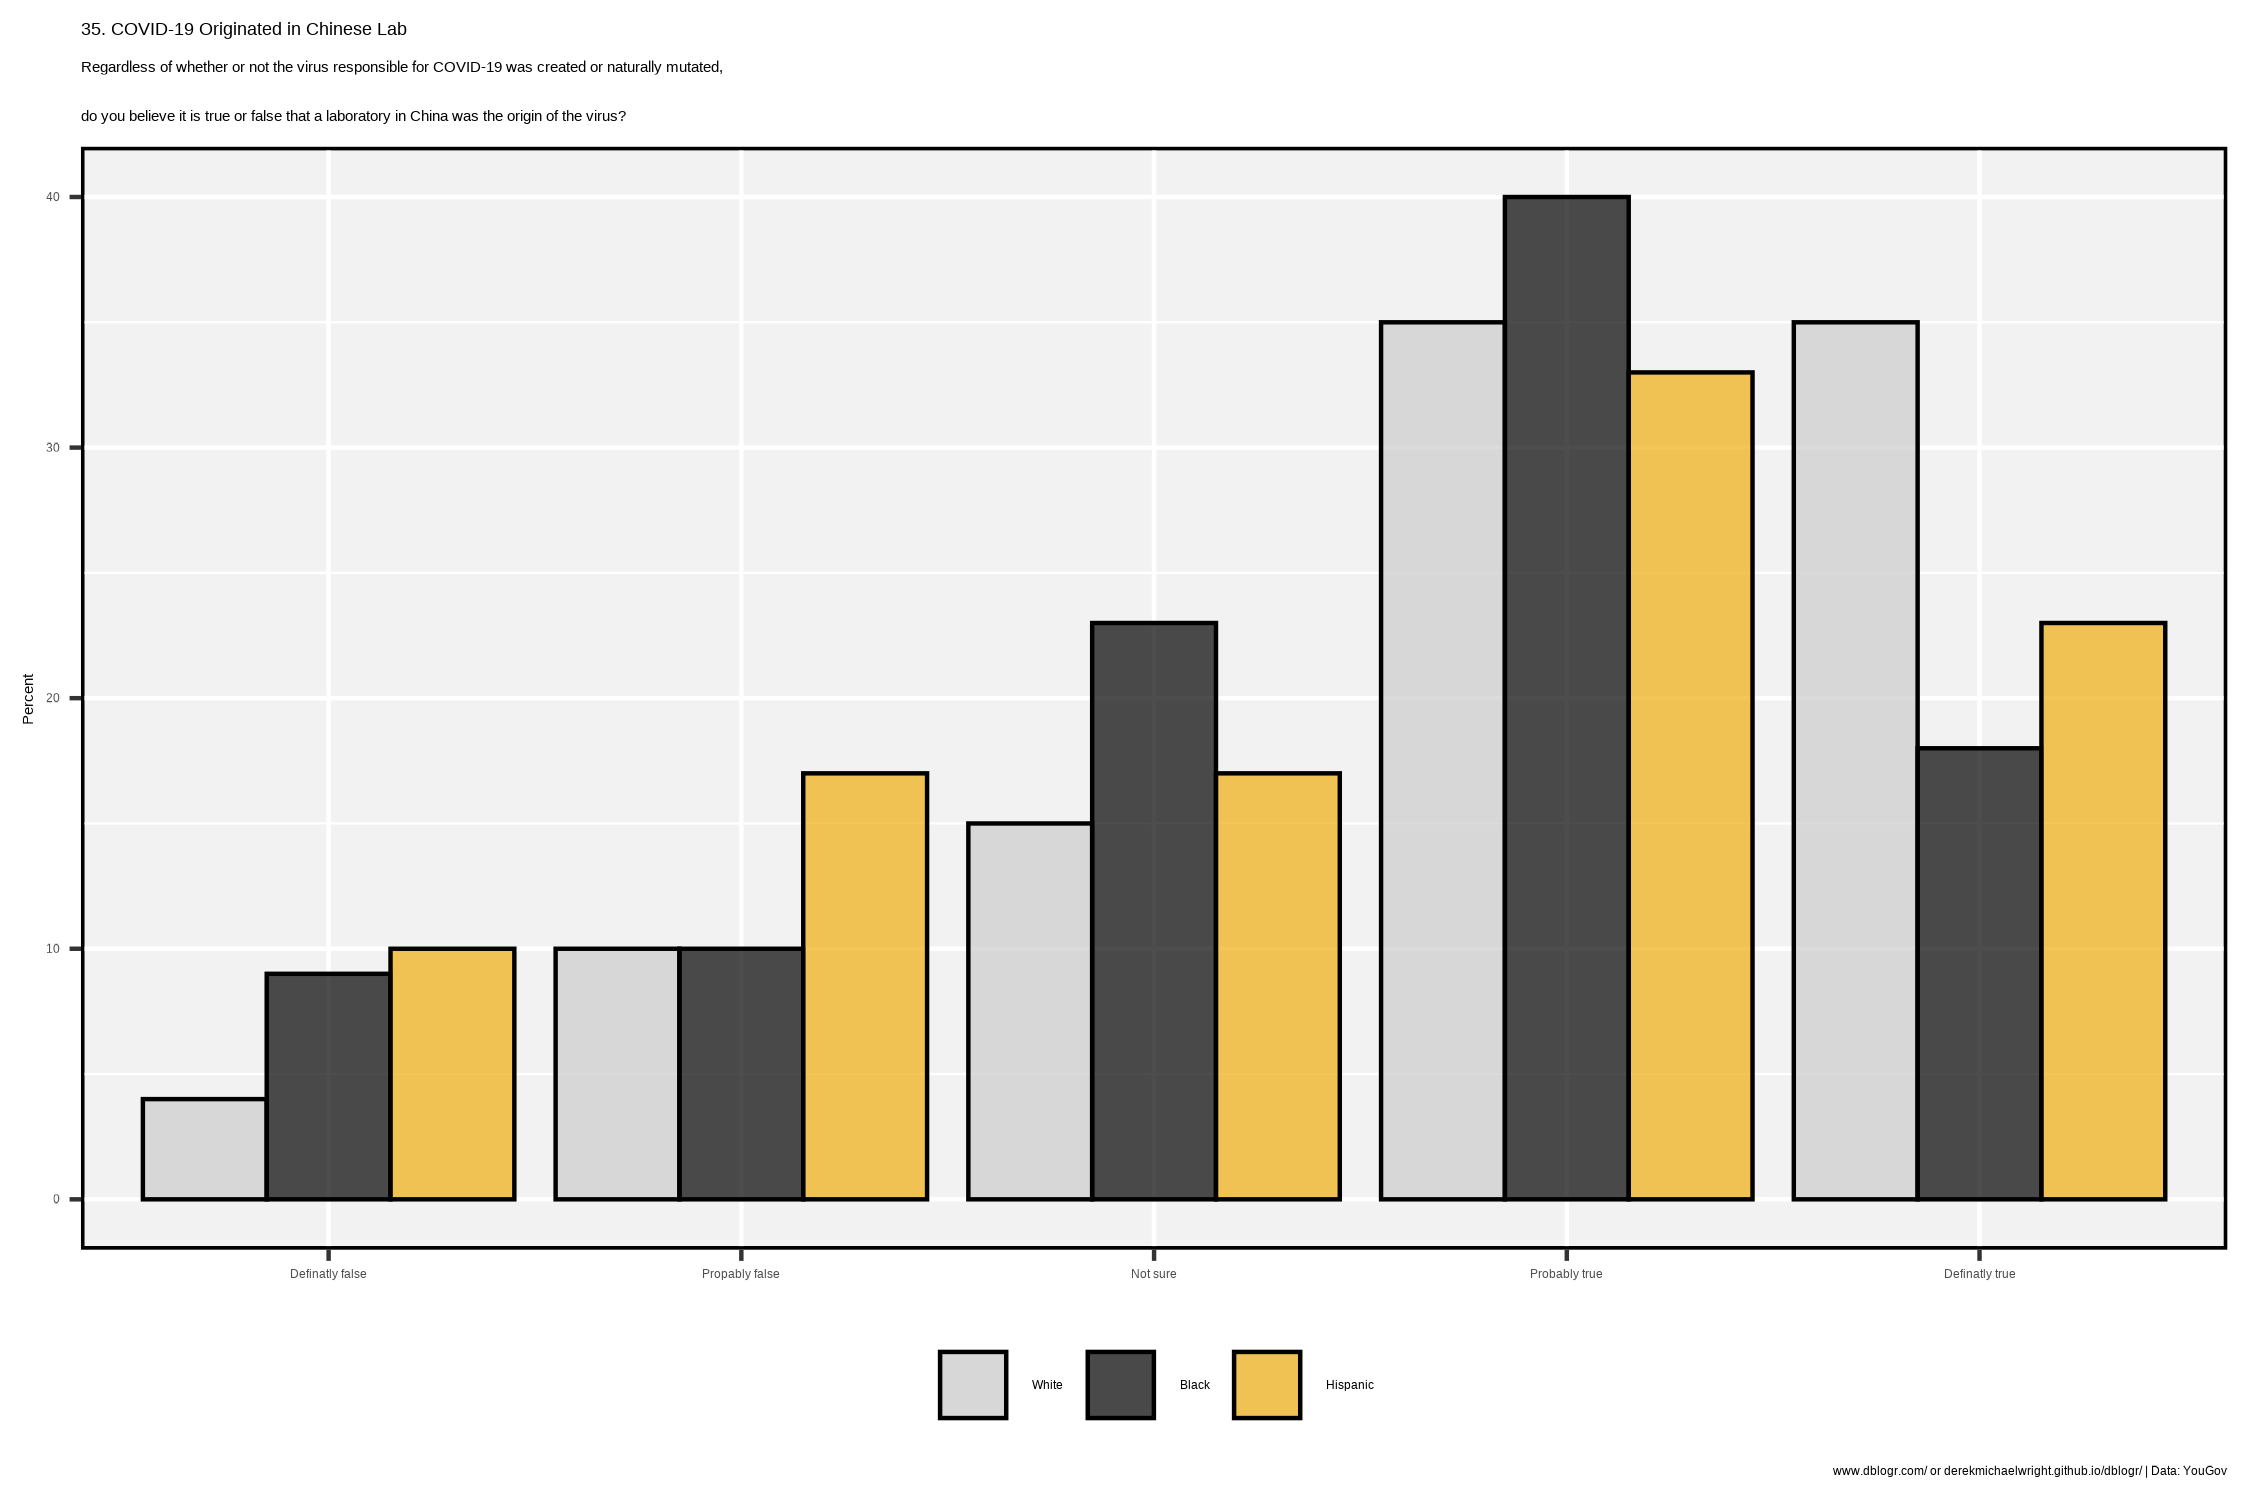 35. COVID-19 Originated in Chinese Lab
Regardless of whether or not the virus responsible for COVID-19 was created or naturally mutated,
do you believe it is true or false that a laboratory in China was the origin of the virus?
40
30
20
10
0
Percent
Definatly false
Propably false
Not sure
Probably true
Definatly true
White
Black
Hispanic
www.dblogr.com/ or derekmichaelwright.github.io/dblogr/ | Data: YouGov